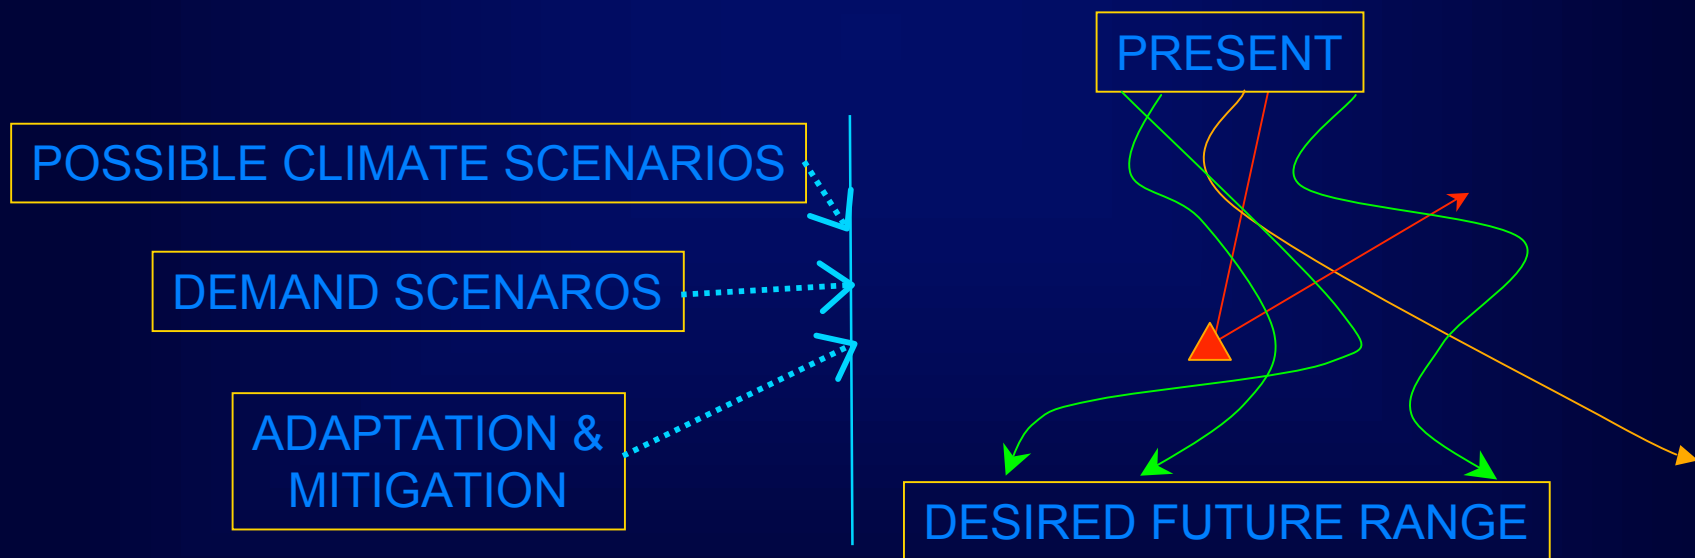 PRESENT
POSSIBLE CLIMATE SCENARIOS
DEMAND SCENAROS
ADAPTATION &
MITIGATION
DESIRED FUTURE RANGE